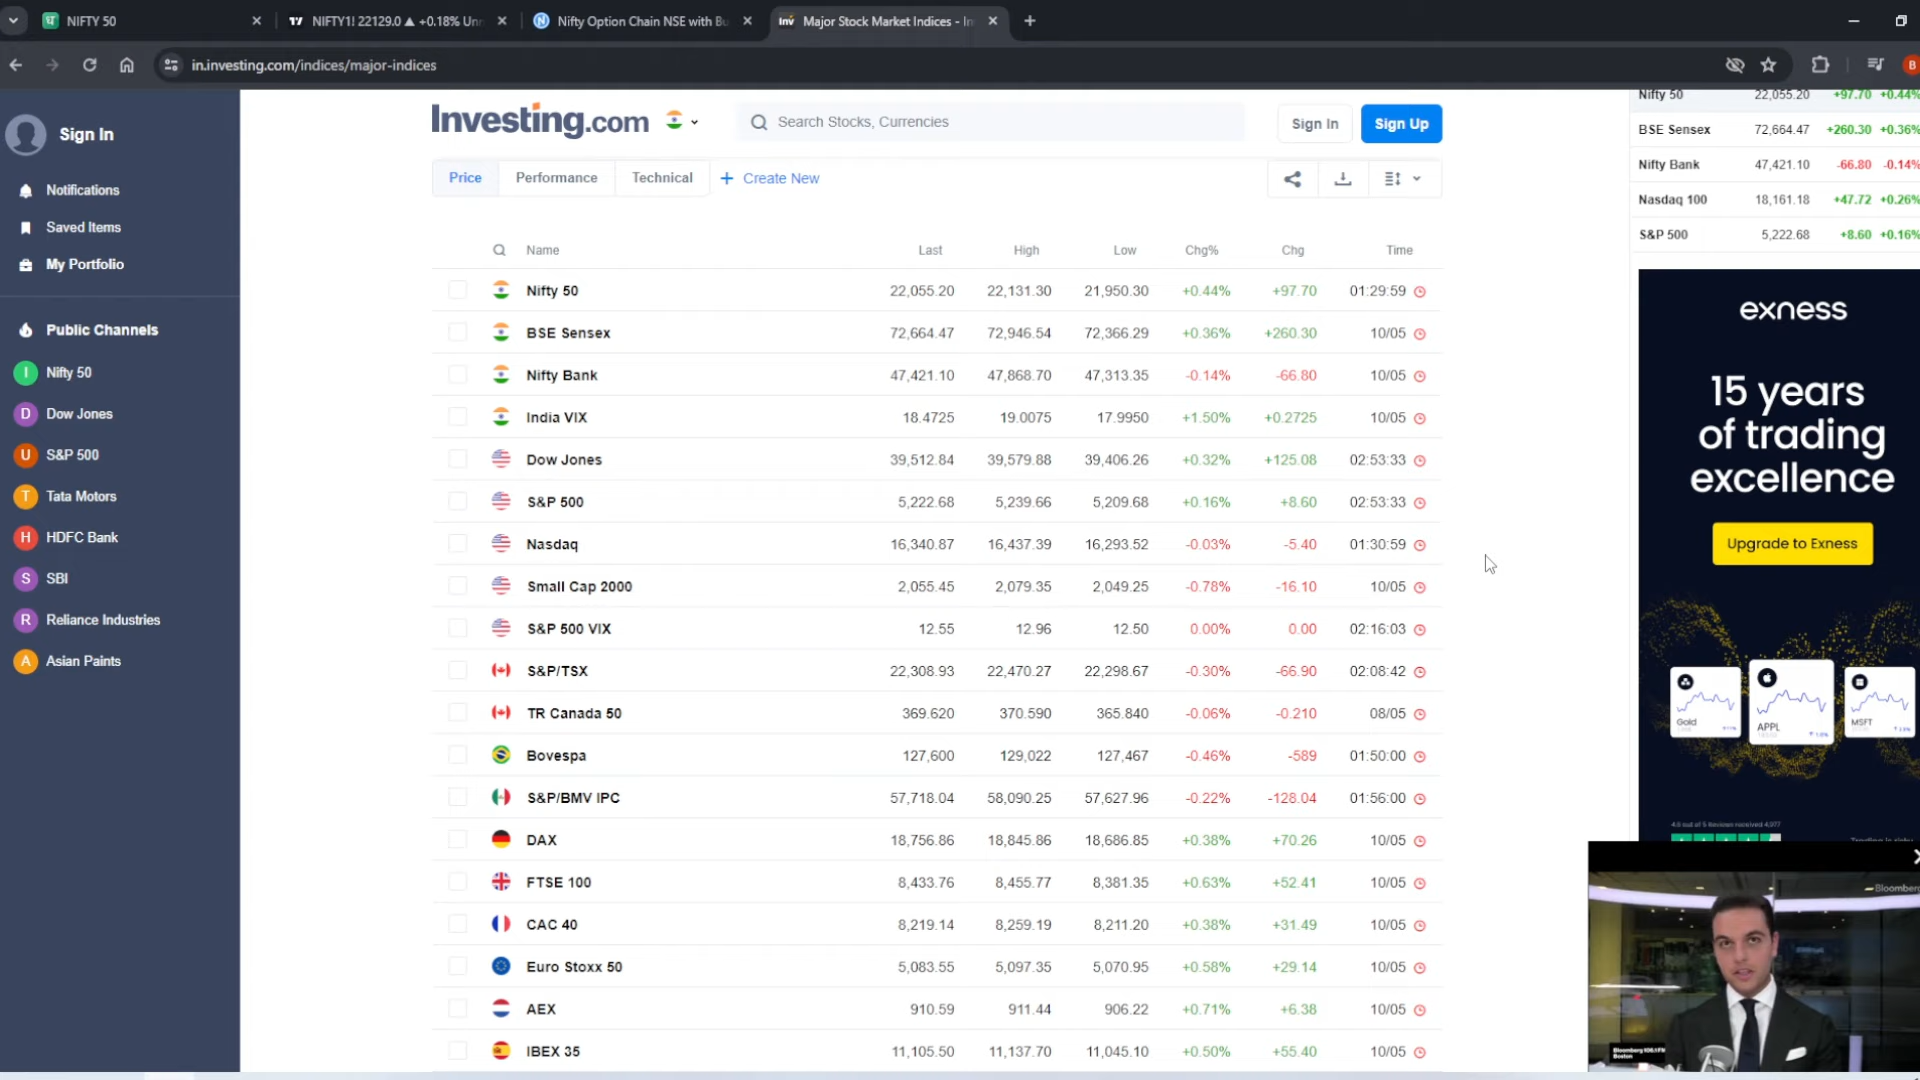 NIFTY 50
NIFTY1! 22129.0 ▲ +0.18% Un
Nifty Option Chain NSE with Bu
Major Stock Market Indices - In
in.investing.com/indices/major-indices
B
Sign In
Notifications
Saved Items
My Portfolio
Public Channels
I Nifty 50
D Dow Jones
U S&P 500
T Tata Motors
H HDFC Bank
S SBI
R Reliance Industries
A Asian Paints
Investing.com
Search Stocks, Currencies
Sign In
Sign Up
Price Performance Technical + Create New
Name Last High Low Chg% Chg Time
Nifty 50 22,055.20 22,131.30 21,950.30 +0.44% +97.70 01:29:59
BSE Sensex 72,664.47 72,946.54 72,366.29 +0.36% +260.30 10/05
Nifty Bank 47,421.10 47,868.70 47,313.35 -0.14% -66.80 10/05
India VIX 18.4725 19.0075 17.9950 +1.50% +0.2725 10/05
Dow Jones 39,512.84 39,579.88 39,406.26 +0.32% +125.08 02:53:33
S&P 500 5,222.68 5,239.66 5,209.68 +0.16% +8.60 02:53:33
Nasdaq 16,340.87 16,437.39 16,293.52 -0.03% -5.40 01:30:59
Small Cap 2000 2,055.45 2,079.35 2,049.25 -0.78% -16.10 10/05
S&P 500 VIX 12.55 12.96 12.50 0.00% 0.00 02:16:03
S&P/TSX 22,308.93 22,470.27 22,298.67 -0.30% -66.90 02:08:42
TR Canada 50 369.620 370.590 365.840 -0.06% -0.210 08/05
Bovespa 127,600 129,022 127,467 -0.46% -589 01:50:00
S&P/BMV IPC 57,718.04 58,090.25 57,627.96 -0.22% -128.04 01:56:00
DAX 18,756.86 18,845.86 18,686.85 +0.38% +70.26 10/05
FTSE 100 8,433.76 8,455.77 8,381.35 +0.63% +52.41 10/05
CAC 40 8,219.14 8,259.19 8,211.20 +0.38% +31.49 10/05
Euro Stoxx 50 5,083.55 5,097.35 5,070.95 +0.58% +29.14 10/05
AEX 910.59 911.44 906.22 +0.71% +6.38 10/05
IBEX 35 11,105.50 11,137.70 11,045.10 +0.50% +55.40 10/05
Nifty 50 22,055.20 +97.70 +0.44%
BSE Sensex 72,664.47 +260.30 +0.36%
Nifty Bank 47,421.10 -66.80 -0.14%
Nasdaq 100 18,161.18 +47.72 +0.26%
S&P 500 5,222.68 +8.60 +0.16%
exness
15 years
of trading
excellence
Upgrade to Exness
Gold
APPL
MSFT
4.6 out of 5 Reviews received 4,977
Bloomberg
Bloomberg 106.1 FM
Boston